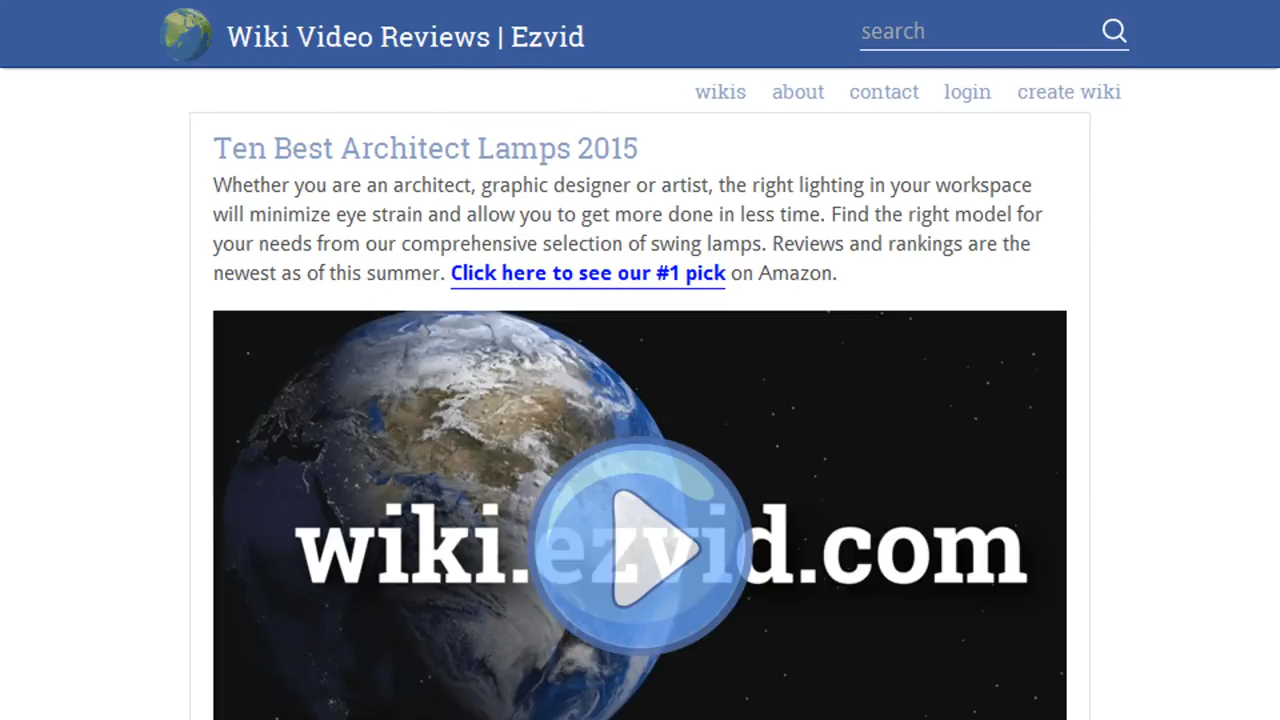 Wiki Video Reviews | Ezvid
search
wikis about contact login create wiki
Ten Best Architect Lamps 2015
Whether you are an architect, graphic designer or artist, the right lighting in your workspace
will minimize eye strain and allow you to get more done in less time. Find the right model for
your needs from our comprehensive selection of swing lamps. Reviews and rankings are the
newest as of this summer. Click here to see our #1 pick on Amazon.
wiki.ezvid.com